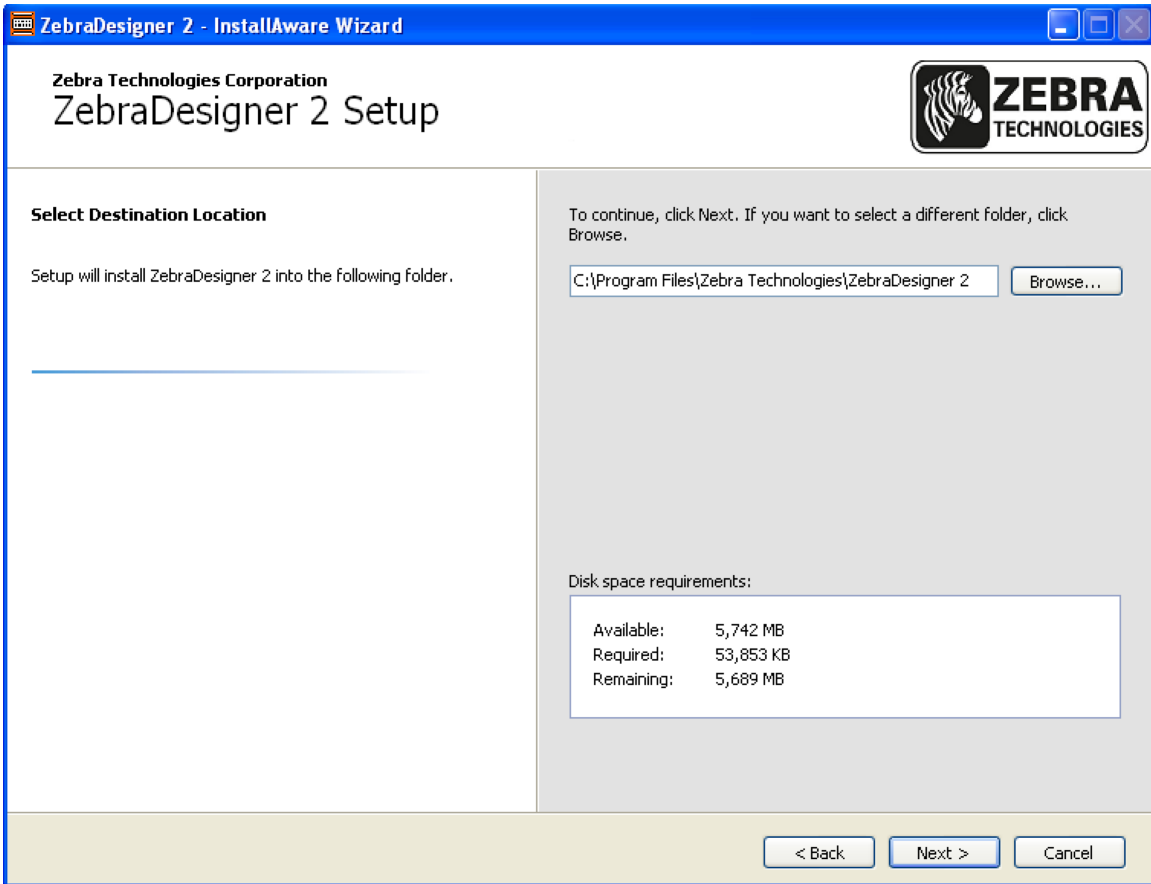 ZebraDesigner 2 - InstallAware Wizard
Zebra Technologies Corporation
ZebraDesigner 2 Setup
ZEBRA
TECHNOLOGIES
Select Destination Location
Setup will install ZebraDesigner 2 into the following folder.
To continue, click Next. If you want to select a different folder, click
Browse.
C:\Program Files\Zebra Technologies\ZebraDesigner 2
Browse...
Disk space requirements:
Available: 5,742 MB
Required: 53,853 KB
Remaining: 5,689 MB
< Back
Next >
Cancel